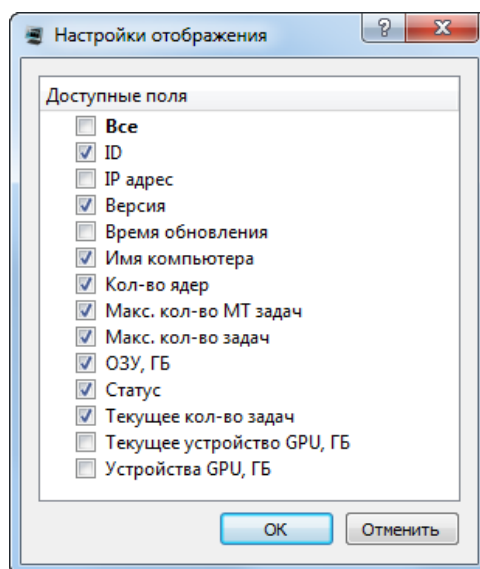 Настройки отображения
Доступные поля
Все
ID
IP адрес
Версия
Время обновления
Имя компьютера
Кол-во ядер
Макс. кол-во МТ задач
Макс. кол-во задач
ОЗУ, ГБ
Статус
Текущее кол-во задач
Текущее устройство GPU, ГБ
Устройства GPU, ГБ
OK
Отменить